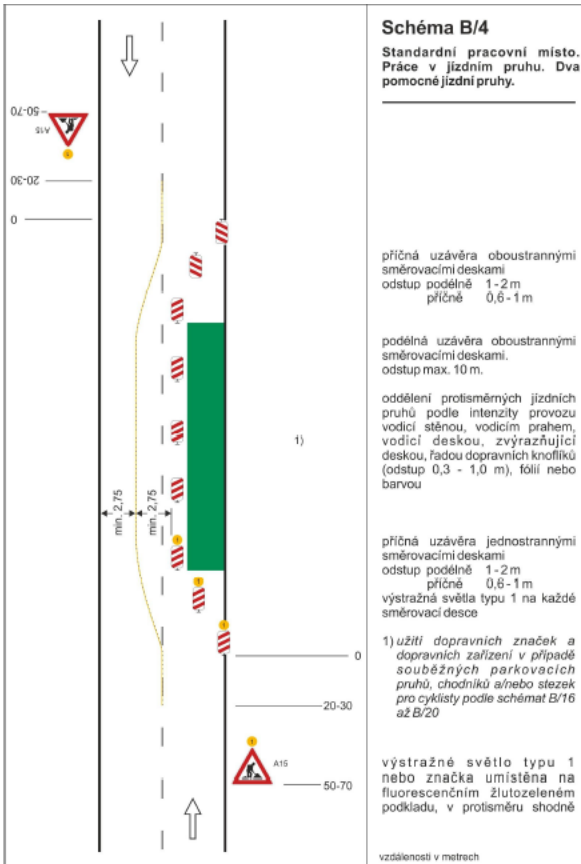 Schéma B/4
Standardní pracovní místo.
Práce v jízdním pruhu. Dva
pomocné jízdní pruhy.
50-70
A15
1
20-30
0
příčná uzávěra oboustrannými
směrovacími deskami
odstup podélně 1-2 m
příčně 0,6-1 m
podélná uzávěra oboustrannými
směrovacími deskami.
odstup max. 10 m.
1)
oddělení protisměrných jízdních
pruhů podle intenzity provozu
vodicí stěnou, vodicím prahem,
vodicí deskou, zvýrazňující
deskou, řadou dopravních knoflíků
(odstup 0,3 - 1,0 m), fólií nebo
barvou
min. 2,75
min. 2,75
příčná uzávěra jednostrannými
směrovacími deskami
odstup podélně 1-2 m
příčně 0,6-1 m
výstražná světla typu 1 na každé
směrovací desce
1
1
1
0
1) užití dopravních značek a
dopravních zařízení v případě
souběžných parkovacích
pruhů, chodníků a/nebo stezek
pro cyklisty podle schémat B/16
až B/20
20-30
1
A15
50-70
výstražné světlo typu 1
nebo značka umístěna na
fluorescenčním žlutozeleném
podkladu, v protisměru shodně
vzdálenosti v metrech